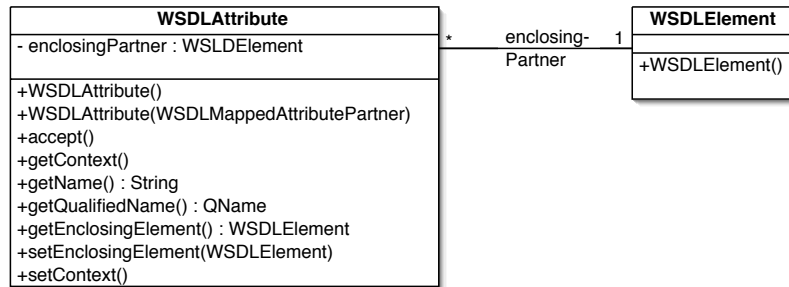 WSDLAttribute
- enclosingPartner : WSLDElement
+WSDLAttribute()
+WSDLAttribute(WSDLMappedAttributePartner)
+accept()
+getContext()
+getName() : String
+getQualifiedName() : QName
+getEnclosingElement() : WSDLElement
+setEnclosingElement(WSDLElement)
+setContext()
* enclosing- 1
Partner
WSDLElement
+WSDLElement()